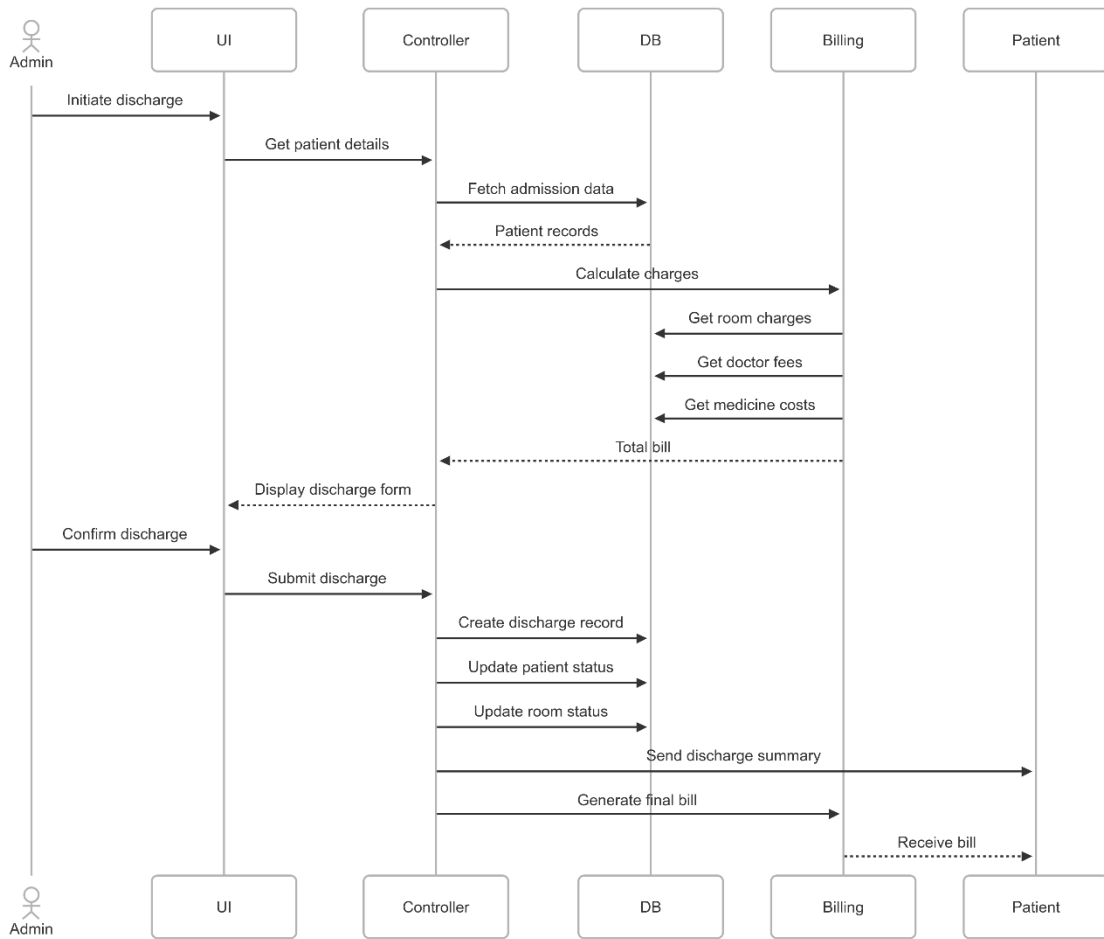 Admin
UI
Controller
DB
Billing
Patient
Initiate discharge
Get patient details
Fetch admission data
Patient records
Calculate charges
Get room charges
Get doctor fees
Get medicine costs
Total bill
Display discharge form
Confirm discharge
Submit discharge
Create discharge record
Update patient status
Update room status
Send discharge summary
Generate final bill
Receive bill
Admin
UI
Controller
DB
Billing
Patient